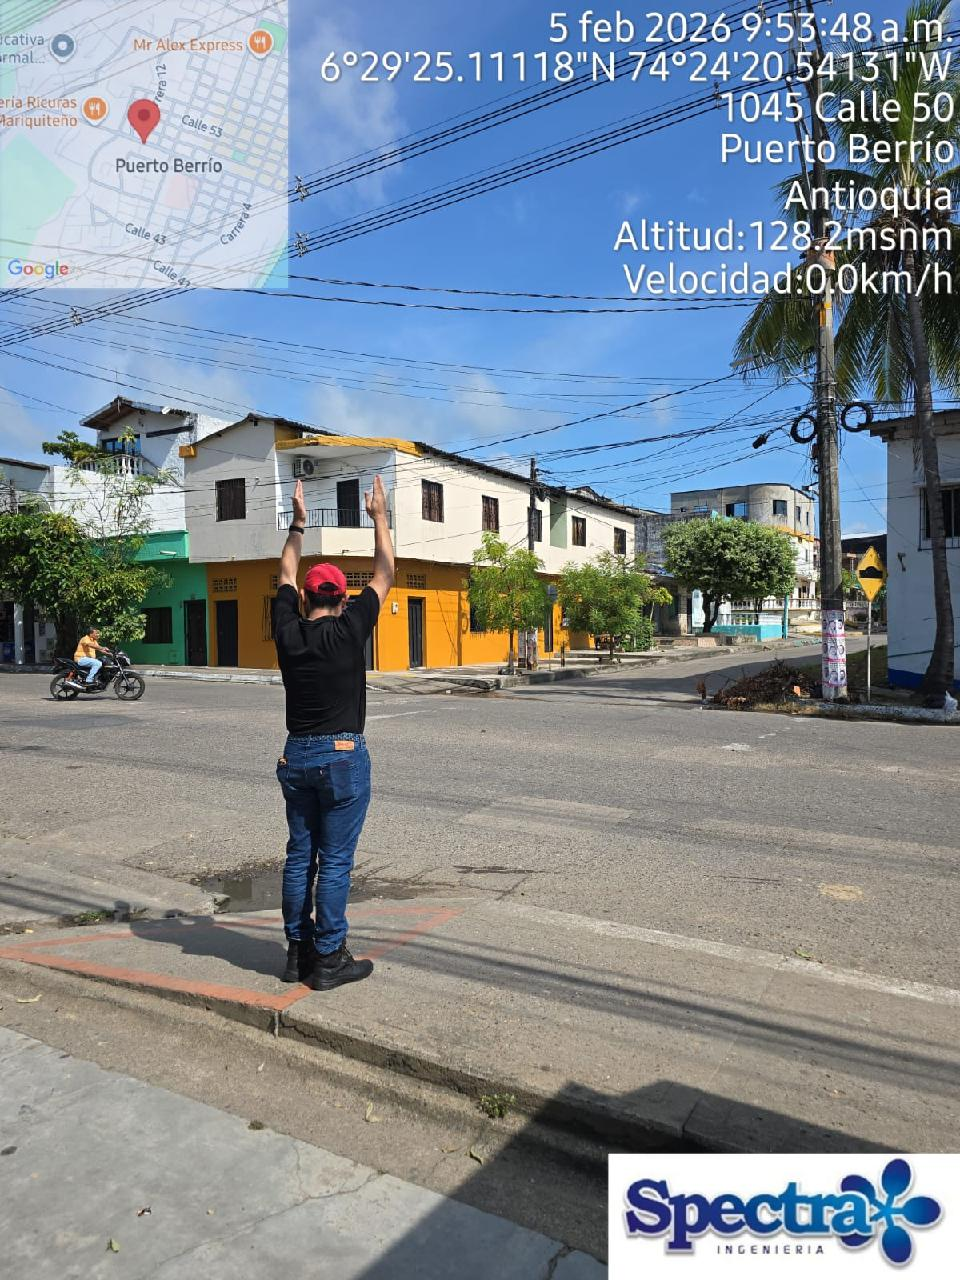 5 feb 2026 9:53:48 a.m.
6°29'25.11118"N 74°24'20.54131"W
1045 Calle 50
Puerto Berrío
Antioquia
Altitud:128.2msnm
Velocidad:0.0km/h
Mr Alex Express
Calle 53
Puerto Berrío
Calle 43
Carrera 4
Google
Spectra
INGENIERIA